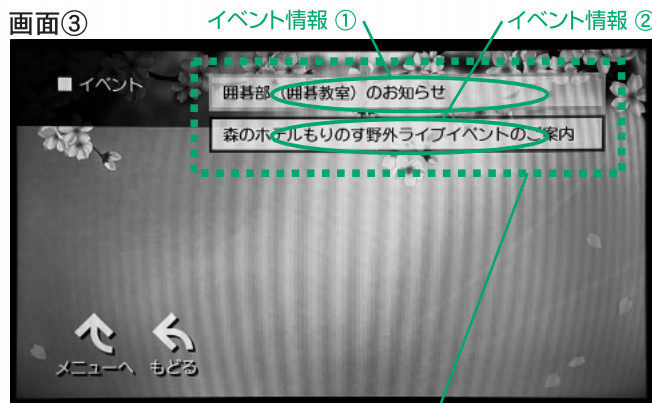 画面③
イベント情報 ①
イベント情報 ②
■ イベント
囲碁部（囲碁教室）のお知らせ
森のホテルもりのす野外ライブイベントのご案内
メニューへ
もどる